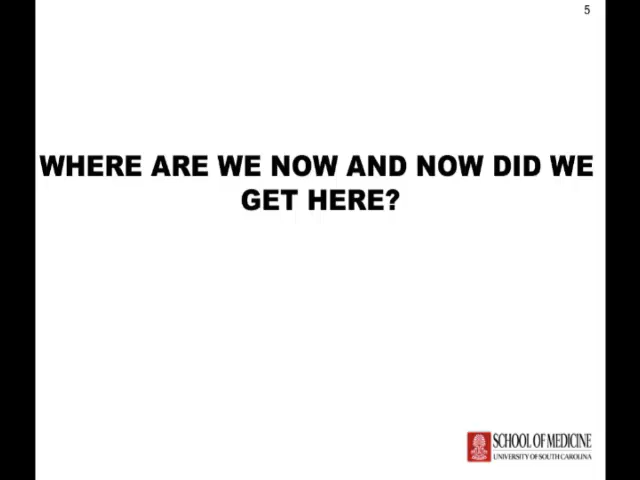 5
WHERE ARE WE NOW AND NOW DID WE
GET HERE?
SCHOOL OF MEDICINE
UNIVERSITY OF SOUTH CAROLINA